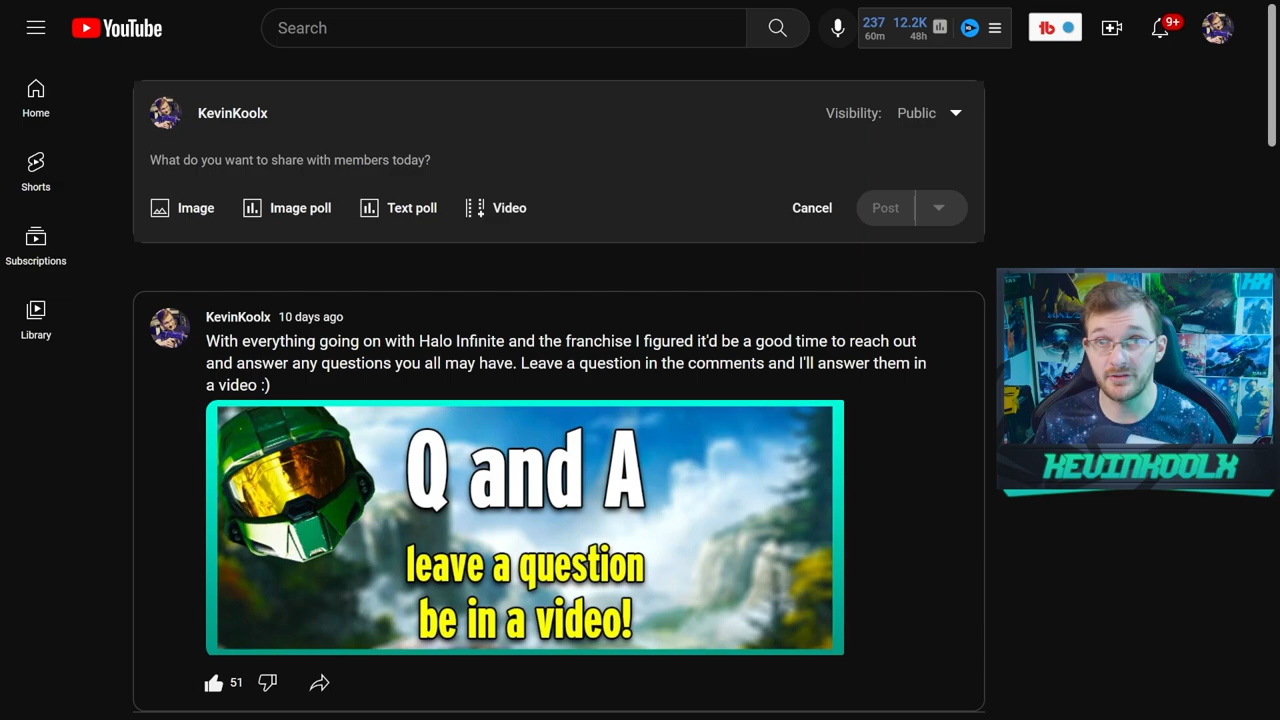 YouTube
Search
237 12.2K
60m 48h
9+
Home
Shorts
Subscriptions
Library
KevinKoolx
Visibility: Public
What do you want to share with members today?
Image
Image poll
Text poll
Video
Cancel
Post
KevinKoolx 10 days ago
With everything going on with Halo Infinite and the franchise I figured it'd be a good time to reach out
and answer any questions you all may have. Leave a question in the comments and I'll answer them in
a video :)
Q and A
leave a question
be in a video!
51
HALO
KEVINKOOLX